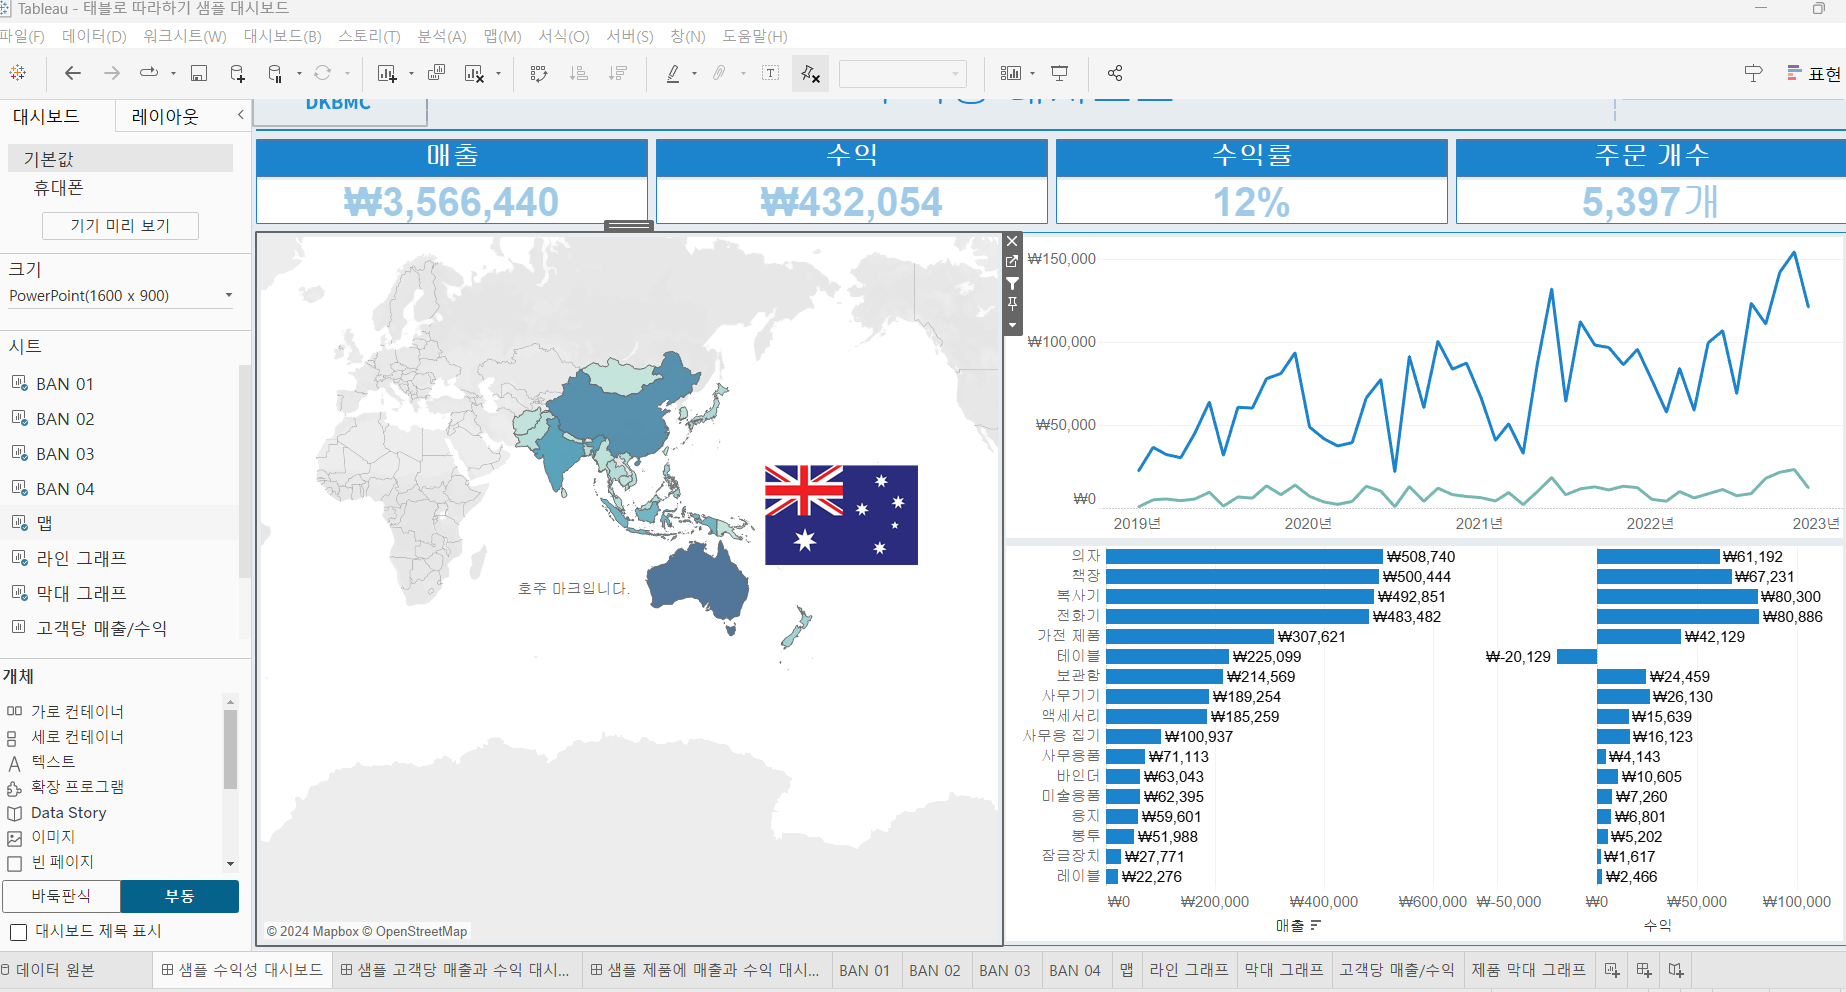 Tableau - 태블로 따라하기 샘플 대시보드
파일(F) 데이터(D) 워크시트(W) 대시보드(B) 스토리(T) 분석(A) 맵(M) 서식(O) 서버(S) 창(N) 도움말(H)
표현
대시보드 레이아웃
기본값
휴대폰
기기 미리 보기
크기
PowerPoint(1600 x 900)
시트
BAN 01
BAN 02
BAN 03
BAN 04
맵
라인 그래프
막대 그래프
고객당 매출/수익
개체
가로 컨테이너
세로 컨테이너
텍스트
확장 프로그램
Data Story
이미지
빈 페이지
바둑판식 부동
대시보드 제목 표시
DKBMC
매출 수익 수익률 주문 개수
₩3,566,440 ₩432,054 12% 5,397개
호주 마크입니다.
© 2024 Mapbox © OpenStreetMap
₩150,000
₩100,000
₩50,000
₩0
2019년 2020년 2021년 2022년 2023년
의자 ₩508,740 ₩61,192
책장 ₩500,444 ₩67,231
복사기 ₩492,851 ₩80,300
전화기 ₩483,482 ₩80,886
가전 제품 ₩307,621 ₩42,129
테이블 ₩225,099 ₩-20,129
보관함 ₩214,569 ₩24,459
사무기기 ₩189,254 ₩26,130
액세서리 ₩185,259 ₩15,639
사무용 집기 ₩100,937 ₩16,123
사무용품 ₩71,113 ₩4,143
바인더 ₩63,043 ₩10,605
미술용품 ₩62,395 ₩7,260
용지 ₩59,601 ₩6,801
봉투 ₩51,988 ₩5,202
잠금장치 ₩27,771 ₩1,617
레이블 ₩22,276 ₩2,466
₩0 ₩200,000 ₩400,000 ₩600,000 ₩-50,000 ₩0 ₩50,000 ₩100,000
매출 수익
데이터 원본 샘플 수익성 대시보드 샘플 고객당 매출과 수익 대시... 샘플 제품에 매출과 수익 대시... BAN 01 BAN 02 BAN 03 BAN 04 맵 라인 그래프 막대 그래프 고객당 매출/수익 제품 막대 그래프